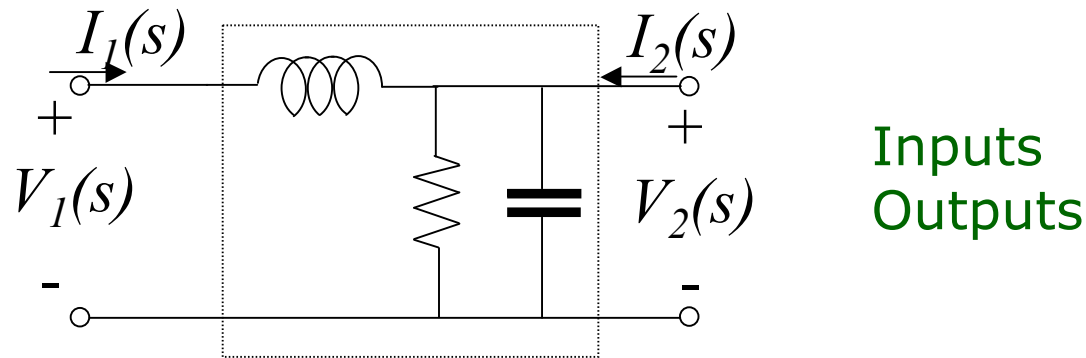 I1(s)
I2(s)
+
+
V1(s)
V2(s)
Inputs
Outputs
-
-